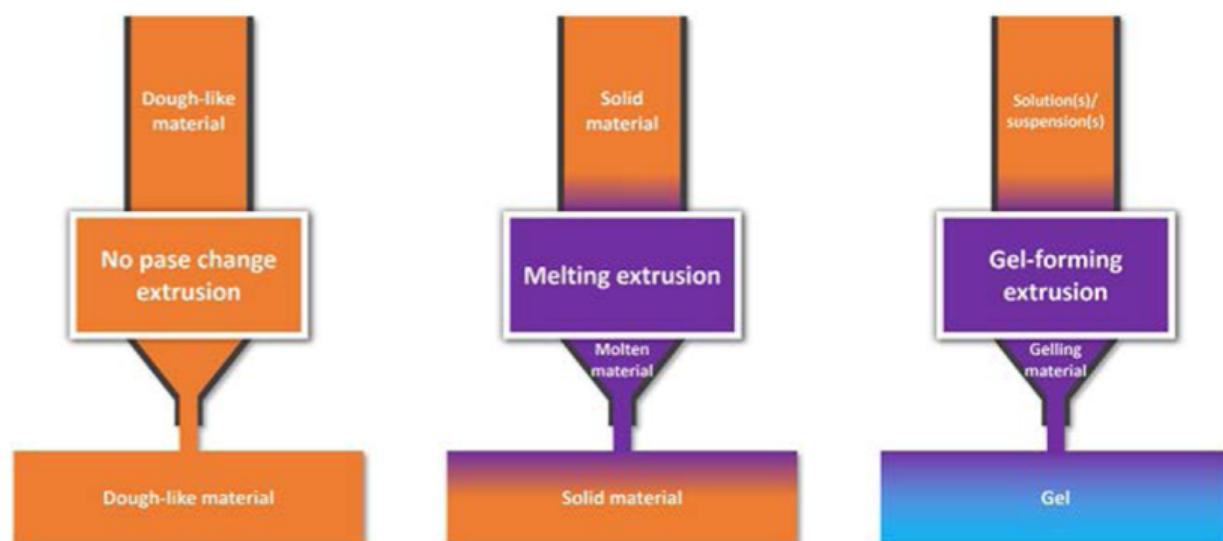 Dough-like
material
No pase change
extrusion
Dough-like material
Solid
material
Melting extrusion
Molten
material
Solid material
Solution(s)/
suspension(s)
Gel-forming
extrusion
Gelling
material
Gel